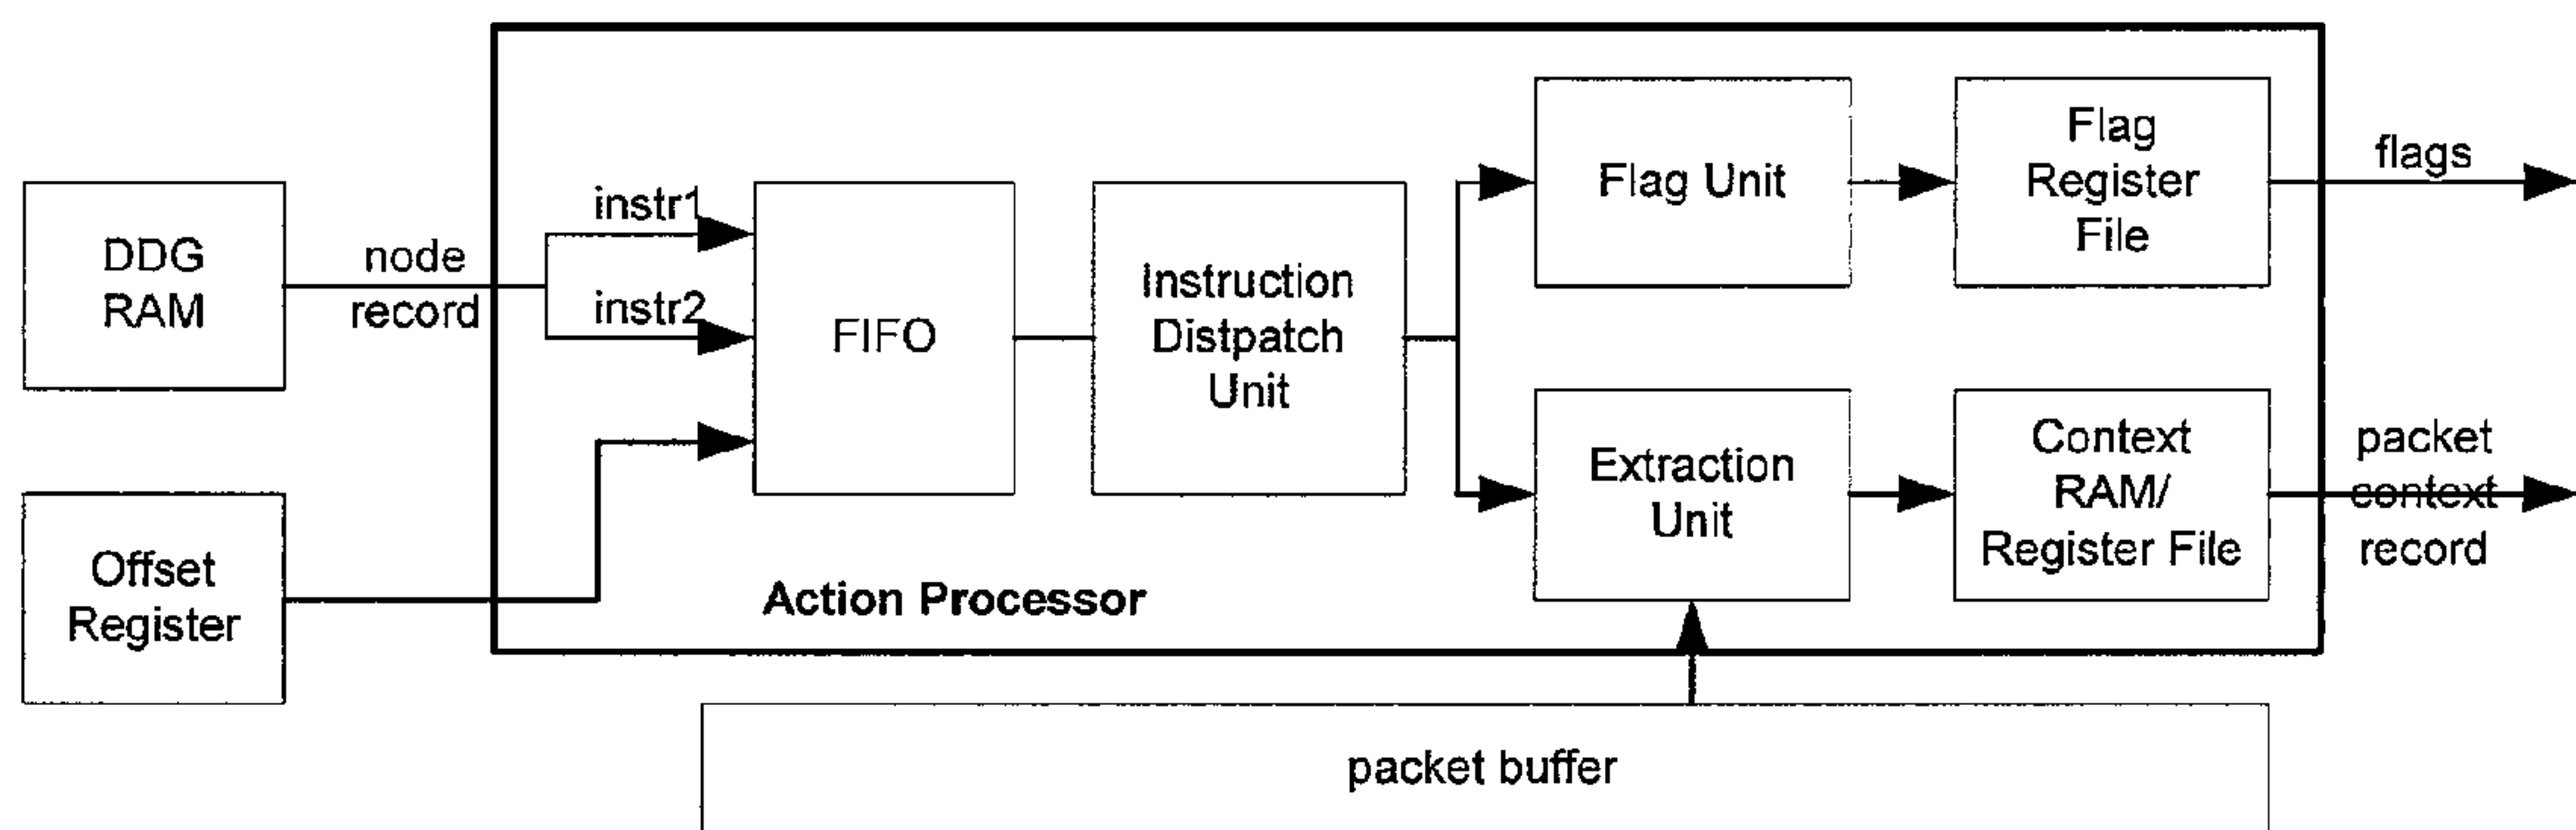 DDG
RAM
node
record
instr1
instr2
FIFO
Instruction
Distpatch
Unit
Flag Unit
Flag
Register
File
flags
Offset
Register
Action Processor
Extraction
Unit
Context
RAM/
Register File
packet
context
record
packet buffer